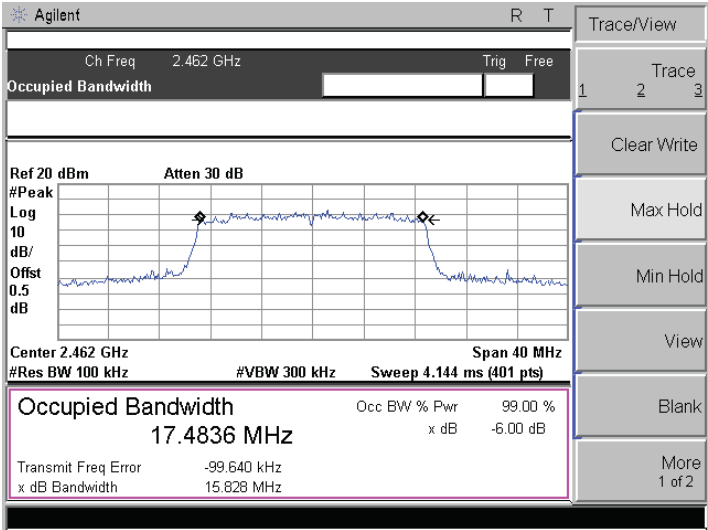 Agilent R T
Ch Freq 2.462 GHz Trig Free
Occupied Bandwidth
Ref 20 dBm Atten 30 dB
#Peak
Log
10
dB/
Offst
0.5
dB
Center 2.462 GHz Span 40 MHz
#Res BW 100 kHz #VBW 300 kHz Sweep 4.144 ms (401 pts)
Occupied Bandwidth Occ BW % Pwr 99.00 %
17.4836 MHz x dB -6.00 dB
Transmit Freq Error -99.640 kHz
x dB Bandwidth 15.828 MHz
Trace/View
Trace
1 2 3
Clear Write
Max Hold
Min Hold
View
Blank
More
1 of 2